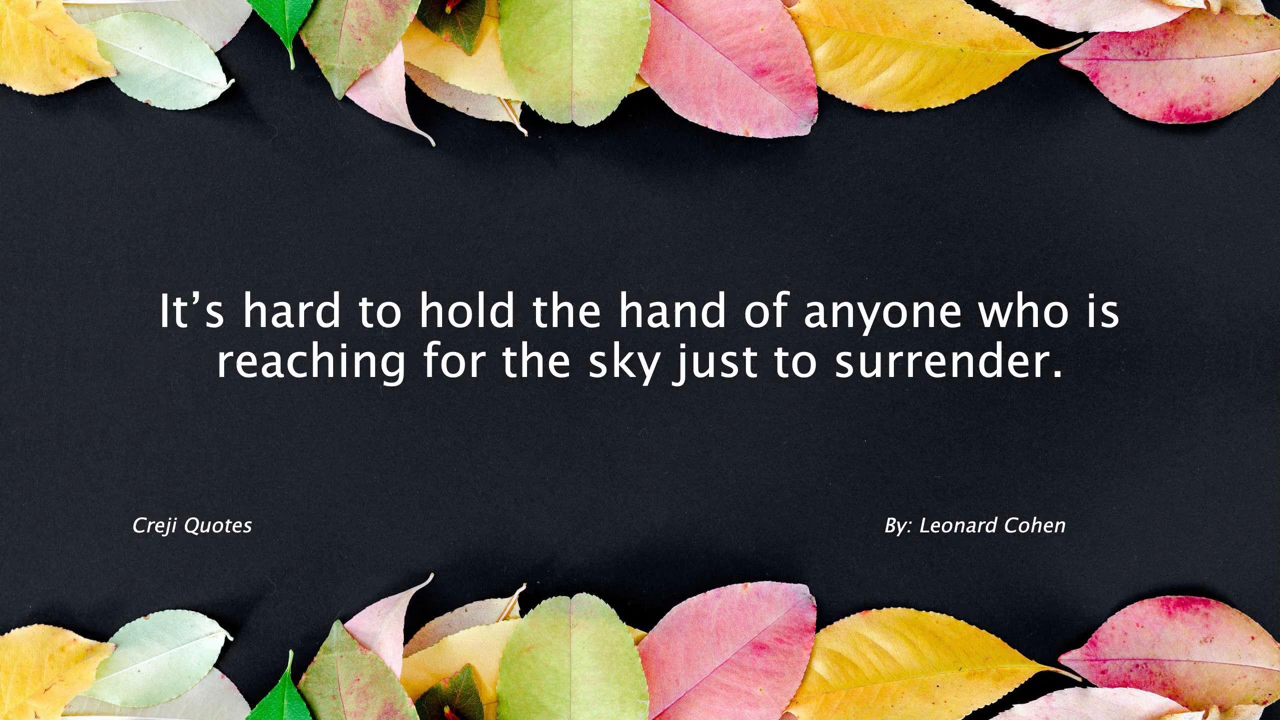 It’s hard to hold the hand of anyone who is
reaching for the sky just to surrender.
Creji Quotes
By: Leonard Cohen